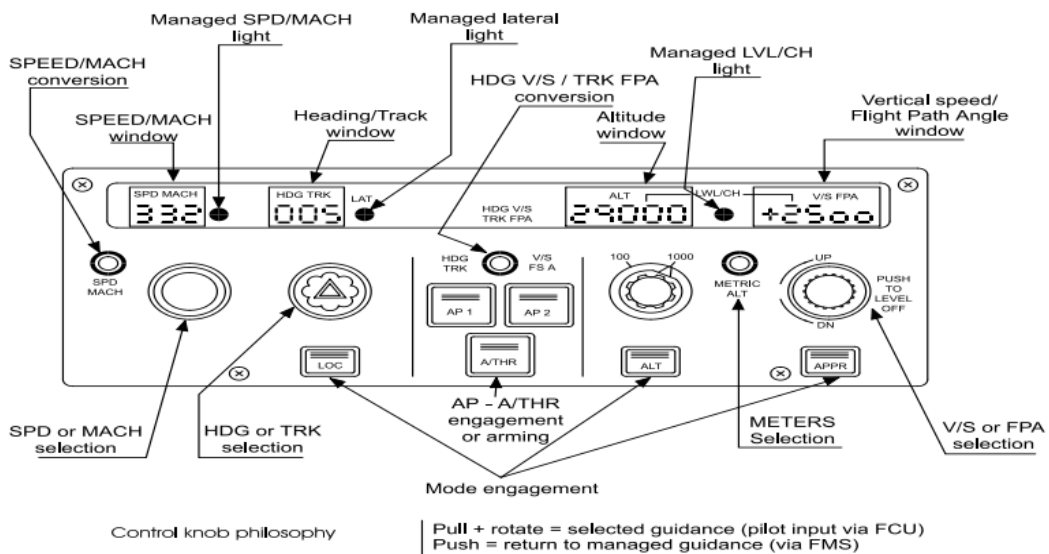 Managed SPD/MACH
light
Managed lateral
light
Managed LVL/CH
light
SPEED/MACH
conversion
HDG V/S / TRK FPA
conversion
Vertical speed/
Flight Path Angle
window
SPEED/MACH
window
Heading/Track
window
Altitude
window
SPD MACH
332
HDG TRK
005
LAT
HDG V/S
TRK FPA
ALT
29000
LWL/CH
V/S FPA
+25oo
SPD
MACH
HDG
TRK
V/S
FS A
100
1000
METRIC
ALT
UP
DN
PUSH
TO
LEVEL
OFF
AP 1
AP 2
LOC
A/THR
ALT
APPR
SPD or MACH
selection
HDG or TRK
selection
AP - A/THR
engagement
or arming
METERS
Selection
V/S or FPA
selection
Mode engagement
Control knob philosophy
Pull + rotate = selected guidance (pilot input via FCU)
Push = return to managed guidance (via FMS)